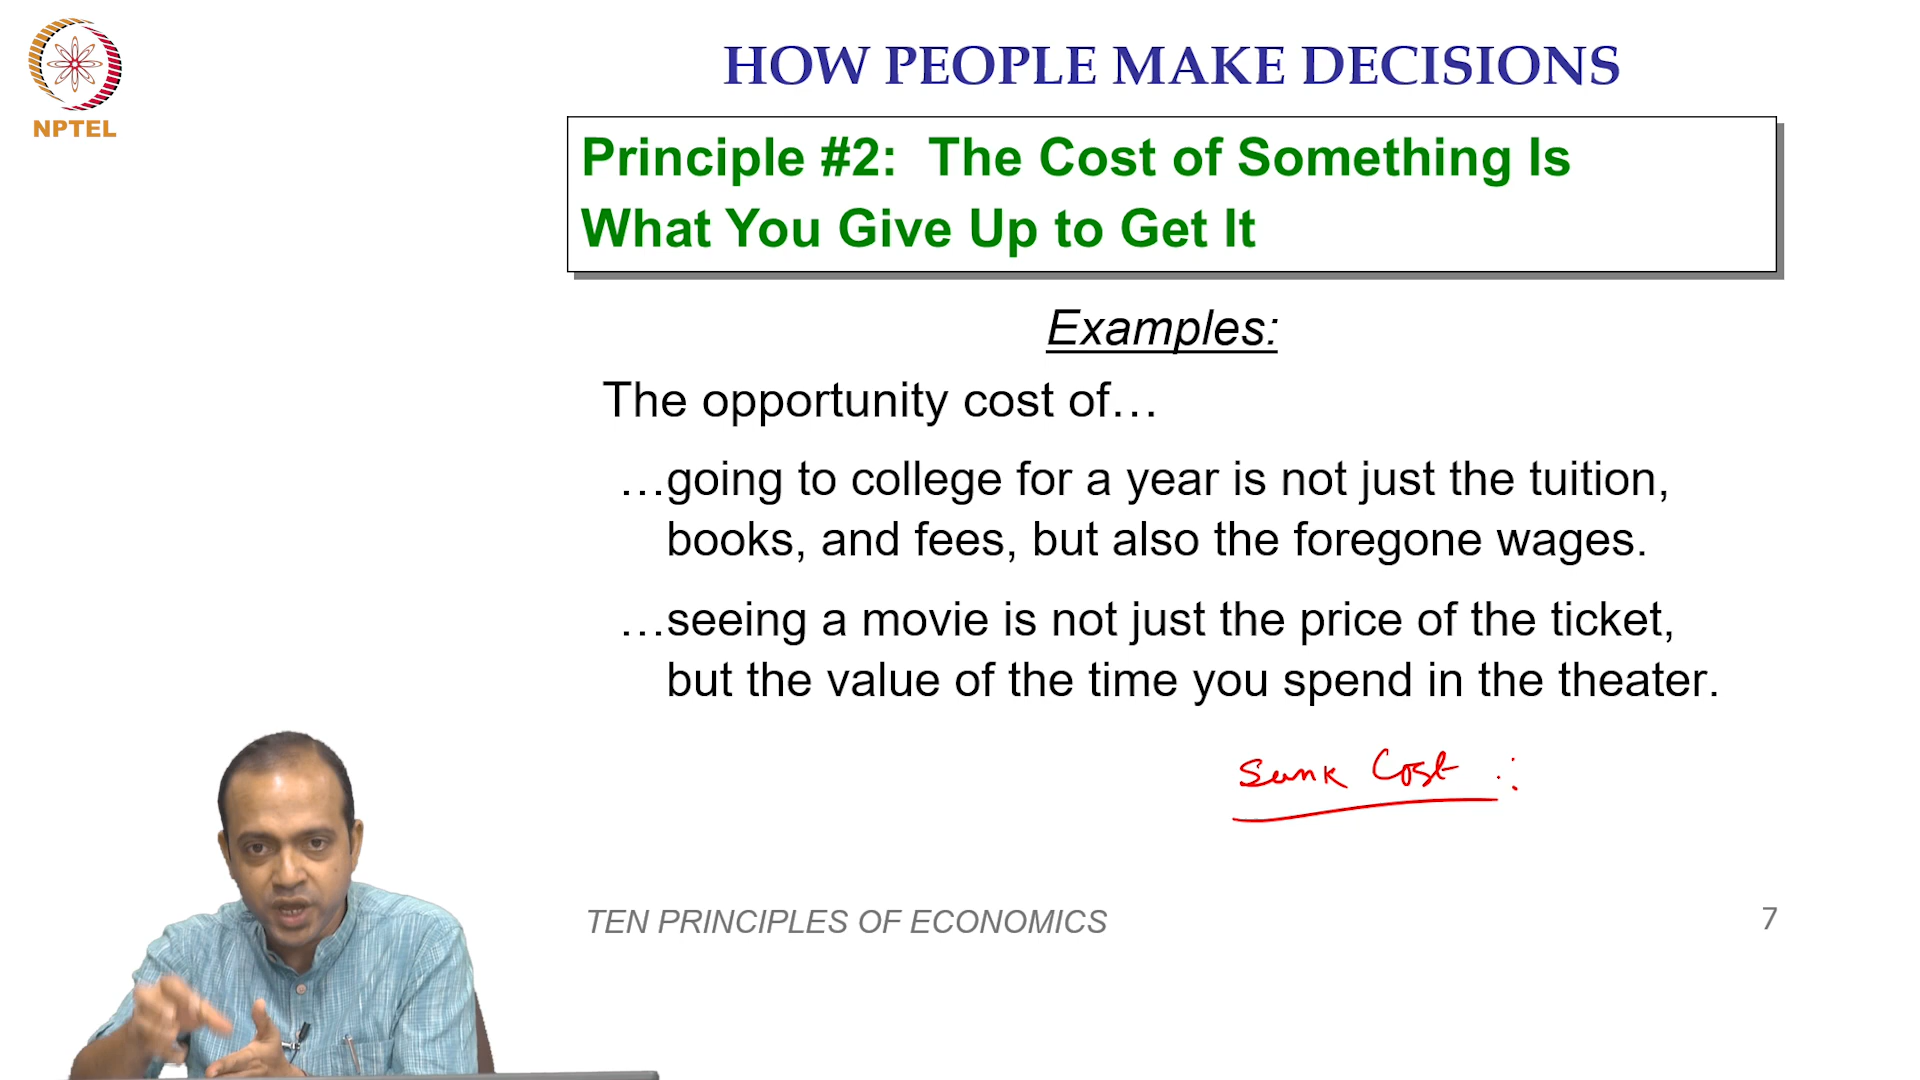 NPTEL
HOW PEOPLE MAKE DECISIONS
Principle #2: The Cost of Something Is
What You Give Up to Get It
Examples:
The opportunity cost of…
…going to college for a year is not just the tuition,
books, and fees, but also the foregone wages.
…seeing a movie is not just the price of the ticket,
but the value of the time you spend in the theater.
Sunk Cost :
TEN PRINCIPLES OF ECONOMICS
7